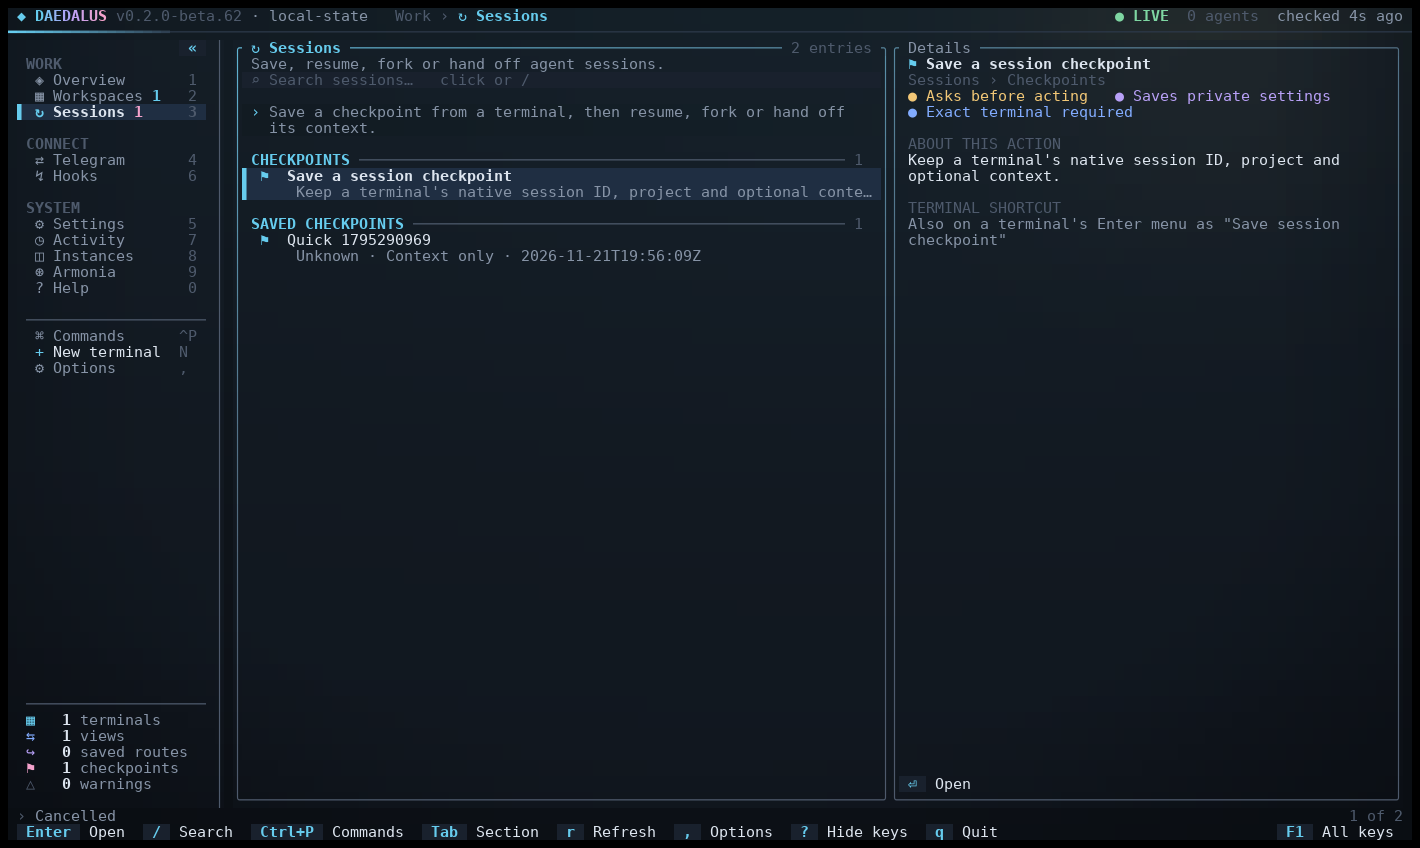 ◆ DAEDALUS v0.2.0-beta.62 · local-state   Work › ↻ Sessions   ● LIVE  0 agents  checked 4s ago
«
WORK
◈ Overview 1
▦ Workspaces 1 2
↻ Sessions 1 3
CONNECT
⇄ Telegram 4
↯ Hooks 6
SYSTEM
⚙ Settings 5
◷ Activity 7
◫ Instances 8
⊛ Armonia 9
? Help 0
⌘ Commands ^P
+ New terminal N
⚙ Options ,
▦ 1 terminals
⇆ 1 views
↪ 0 saved routes
⚑ 1 checkpoints
△ 0 warnings
↻ Sessions 2 entries
Save, resume, fork or hand off agent sessions.
⌕ Search sessions…   click or /
› Save a checkpoint from a terminal, then resume, fork or hand off
its context.
CHECKPOINTS 1
⚑ Save a session checkpoint
Keep a terminal's native session ID, project and optional conte…
SAVED CHECKPOINTS 1
⚑ Quick 1795290969
Unknown · Context only · 2026-11-21T19:56:09Z
Details
⚑ Save a session checkpoint
Sessions › Checkpoints
● Asks before acting   ● Saves private settings
● Exact terminal required
ABOUT THIS ACTION
Keep a terminal's native session ID, project and
optional context.
TERMINAL SHORTCUT
Also on a terminal's Enter menu as "Save session
checkpoint"
⏎ Open
› Cancelled 1 of 2
Enter Open  / Search  Ctrl+P Commands  Tab Section  r Refresh  , Options  ? Hide keys  q Quit  F1 All keys